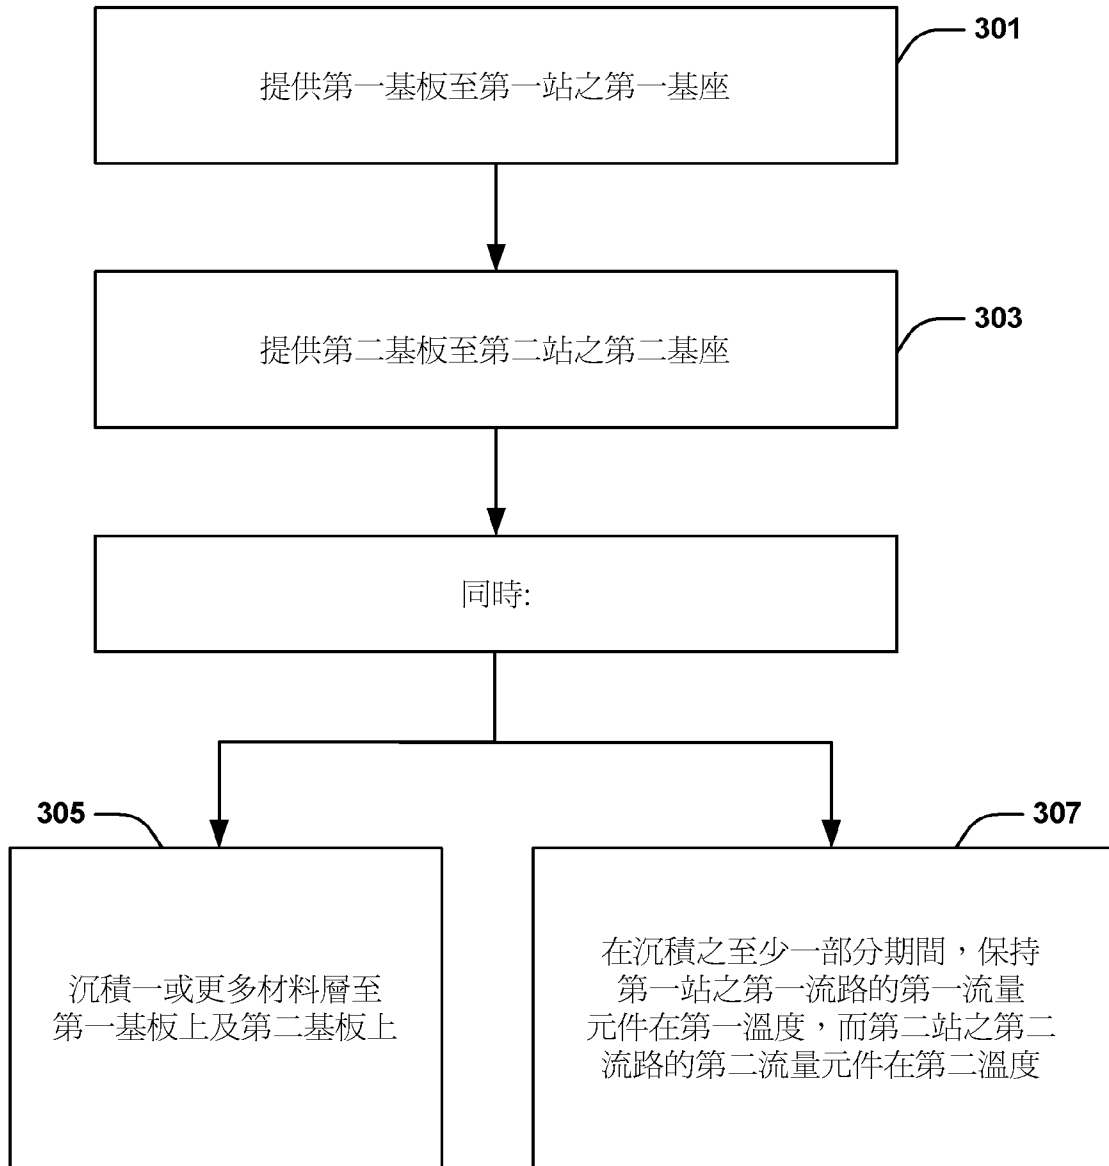 301
提供第一基板至第一站之第一基座
303
提供第二基板至第二站之第二基座
同時:
305
沉積一或更多材料層至
第一基板上及第二基板上
307
在沉積之至少一部分期間，保持
第一站之第一流路的第一流量
元件在第一溫度，而第二站之第二
流路的第二流量元件在第二溫度